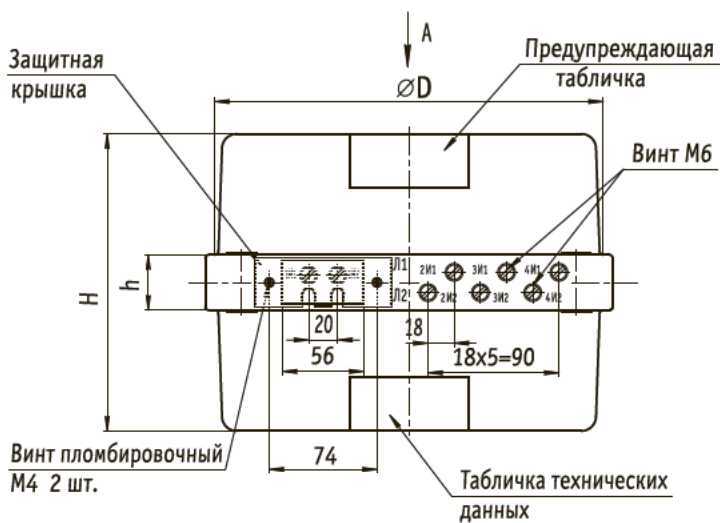 А
Защитная
крышка
Предупреждающая
табличка
⌀D
Винт М6
H
h
Л1
2И1
3И1
4И1
Л2
2И2
3И2
4И2
20
18
56
18x5=90
Винт пломбировочный
М4 2 шт.
74
Табличка технических
данных